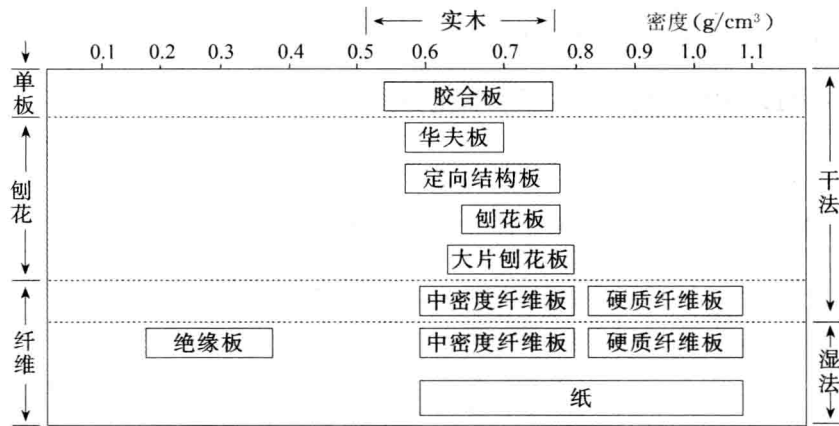 实木 密度(g/cm³)
0.1 0.2 0.3 0.4 0.5 0.6 0.7 0.8 0.9 1.0 1.1
单板
胶合板
干法
刨花
华夫板
定向结构板
刨花板
大片刨花板
纤维
中密度纤维板 硬质纤维板
绝缘板 中密度纤维板 硬质纤维板
湿法
纸